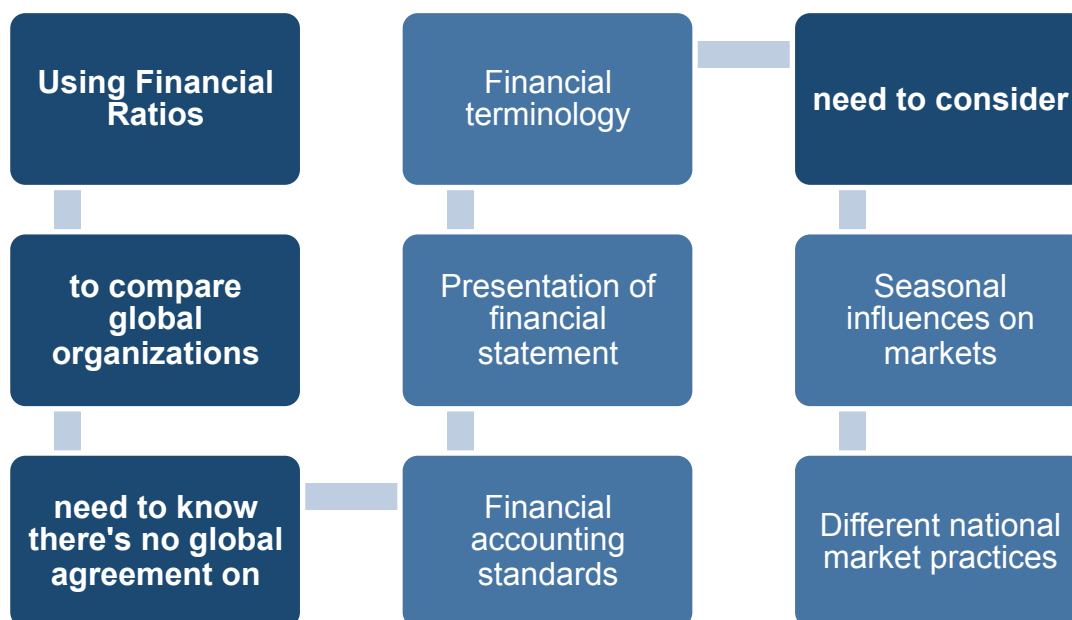 Using Financial
Ratios
to compare
global
organizations
need to know
there's no global
agreement on
Financial
accounting
standards
Presentation of
financial
statement
Financial
terminology
need to consider
Seasonal
influences on
markets
Different national
market practices